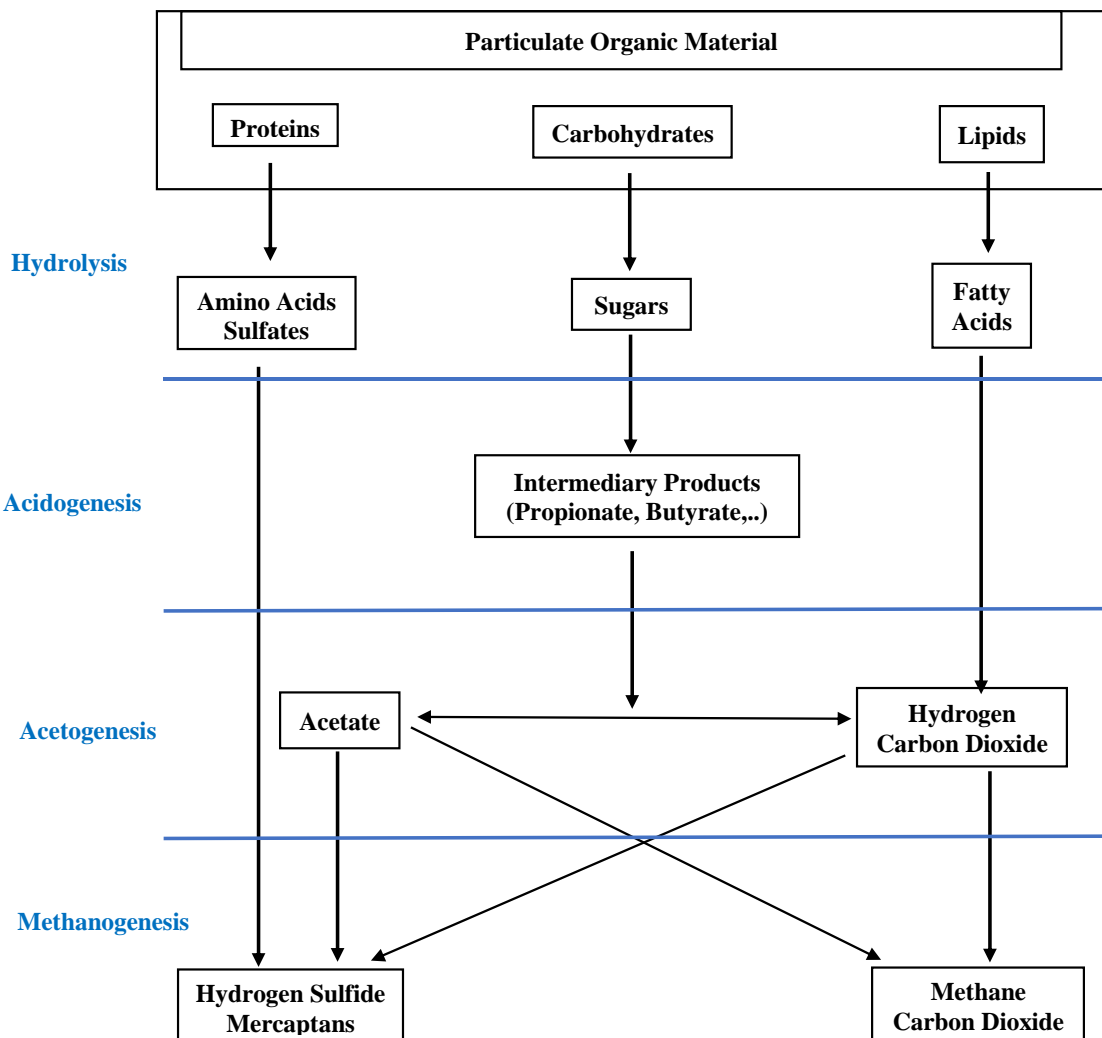 Particulate Organic Material
Proteins
Carbohydrates
Lipids
Hydrolysis
Amino Acids
Sulfates
Sugars
Fatty
Acids
Acidogenesis
Intermediary Products
(Propionate, Butyrate,..)
Acetogenesis
Acetate
Hydrogen
Carbon Dioxide
Methanogenesis
Hydrogen Sulfide
Mercaptans
Methane
Carbon Dioxide